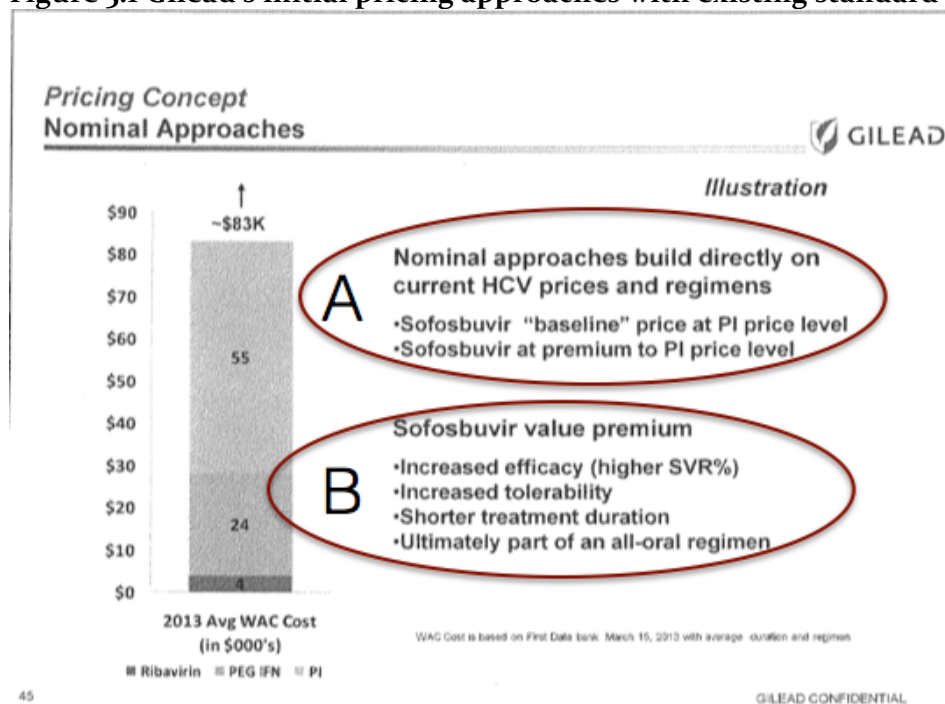 Figure 3.1 Gilead's initial pricing approaches with existing standard
Pricing Concept
Nominal Approaches
GILEAD
Illustration
$90
$80
$70
$60
$50
$40
$30
$20
$10
$0
~$83K
55
24
4
2013 Avg WAC Cost
(in $000's)
Ribavirin PEG IFN PI
A
Nominal approaches build directly on
current HCV prices and regimens
•Sofosbuvir "baseline" price at PI price level
•Sofosbuvir at premium to PI price level
B
Sofosbuvir value premium
•Increased efficacy (higher SVR%)
•Increased tolerability
•Shorter treatment duration
•Ultimately part of an all-oral regimen
WAC Cost is based on First Data bank March 15, 2013 with average duration and regimen
45
GILEAD CONFIDENTIAL